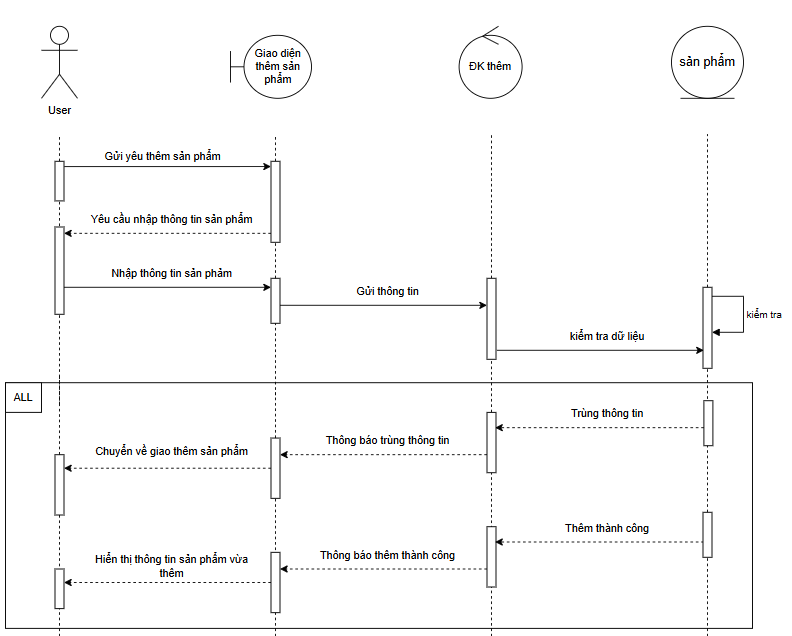 Giao diện
thêm sản
phẩm
ĐK thêm
sản phẩm
User
Gửi yêu thêm sản phẩm
Yêu cầu nhập thông tin sản phẩm
Nhập thông tin sản phảm
Gửi thông tin
kiểm tra
kiểm tra dữ liệu
ALL
Trùng thông tin
Thông báo trùng thông tin
Chuyển về giao thêm sản phẩm
Thêm thành công
Thông báo thêm thành công
Hiển thị thông tin sản phẩm vừa
thêm